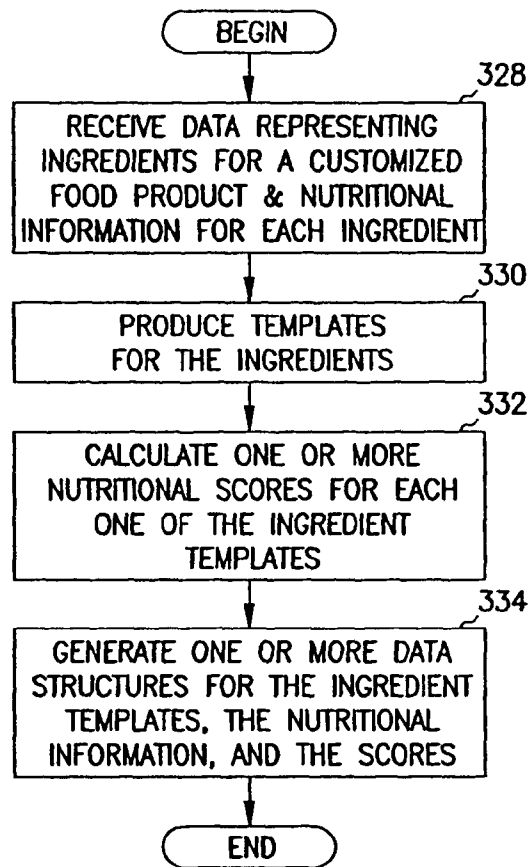 BEGIN
328
RECEIVE DATA REPRESENTING
INGREDIENTS FOR A CUSTOMIZED
FOOD PRODUCT & NUTRITIONAL
INFORMATION FOR EACH INGREDIENT
330
PRODUCE TEMPLATES
FOR THE INGREDIENTS
332
CALCULATE ONE OR MORE
NUTRITIONAL SCORES FOR EACH
ONE OF THE INGREDIENT
TEMPLATES
334
GENERATE ONE OR MORE DATA
STRUCTURES FOR THE INGREDIENT
TEMPLATES, THE NUTRITIONAL
INFORMATION, AND THE SCORES
END